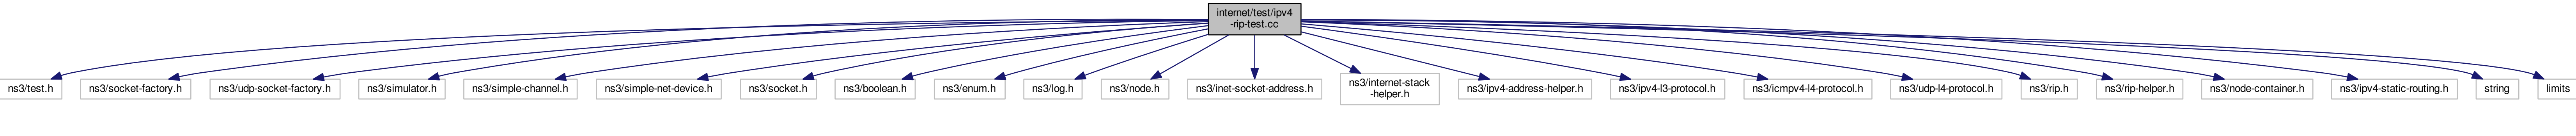 internet/test/ipv4
-rip-test.cc
ns3/test.h
ns3/socket-factory.h
ns3/udp-socket-factory.h
ns3/simulator.h
ns3/simple-channel.h
ns3/simple-net-device.h
ns3/socket.h
ns3/boolean.h
ns3/enum.h
ns3/log.h
ns3/node.h
ns3/inet-socket-address.h
ns3/internet-stack
-helper.h
ns3/ipv4-address-helper.h
ns3/ipv4-l3-protocol.h
ns3/icmpv4-l4-protocol.h
ns3/udp-l4-protocol.h
ns3/rip.h
ns3/rip-helper.h
ns3/node-container.h
ns3/ipv4-static-routing.h
string
limits